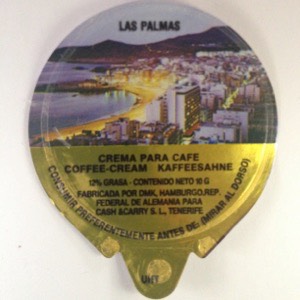 LAS PALMAS
CREMA PARA CAFE
COFFEE-CREAM KAFFEESAHNE
12% GRASA - CONTENIDO NETO 10 G
FABRICADA POR DMK, HAMBURGO, REP.
FEDERAL DE ALEMANIA PARA
CASH &CARRY S. L., TENERIFE
CONSUMIR PREFERENTEMENTE ANTES DE: (MIRAR AL DORSO)